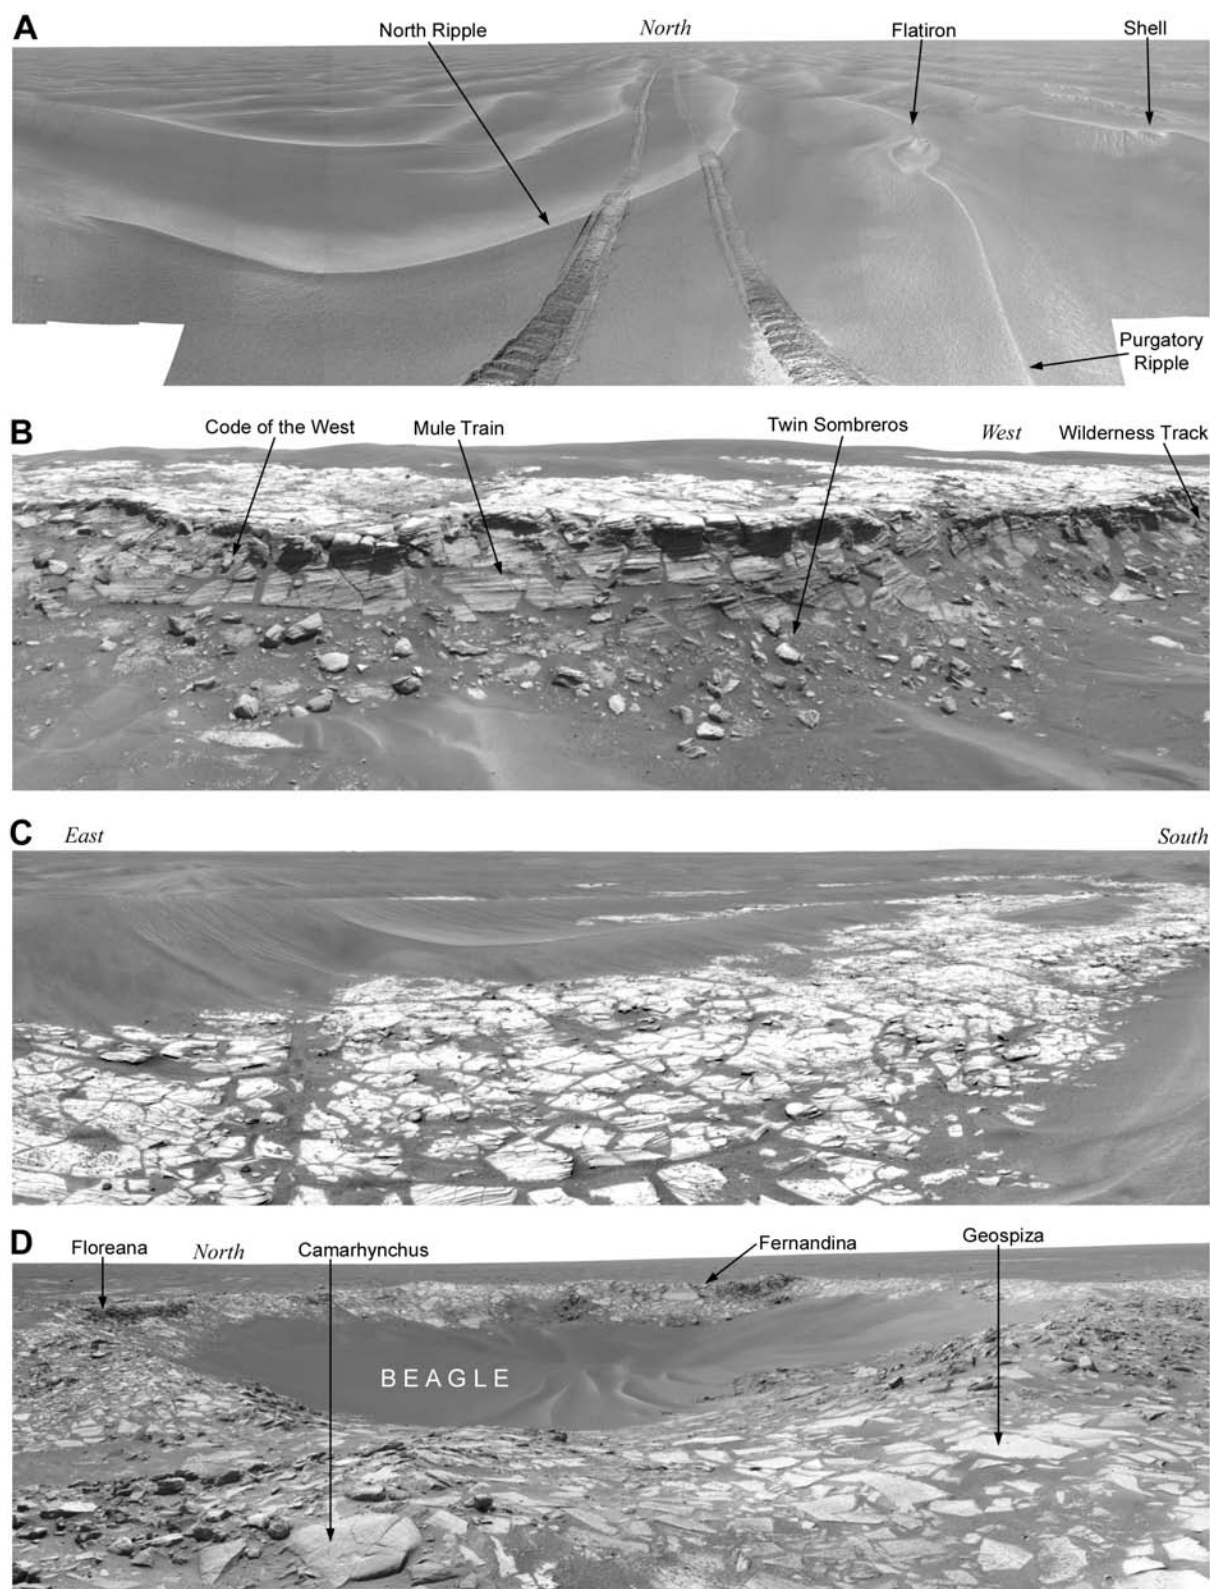 A
North Ripple
North
Flatiron
Shell
Purgatory
Ripple
B
Code of the West
Mule Train
Twin Sombreros
West
Wilderness Track
C
East
South
D
Floreana
North
Camarhynchus
Fernandina
Geospiza
BEAGLE